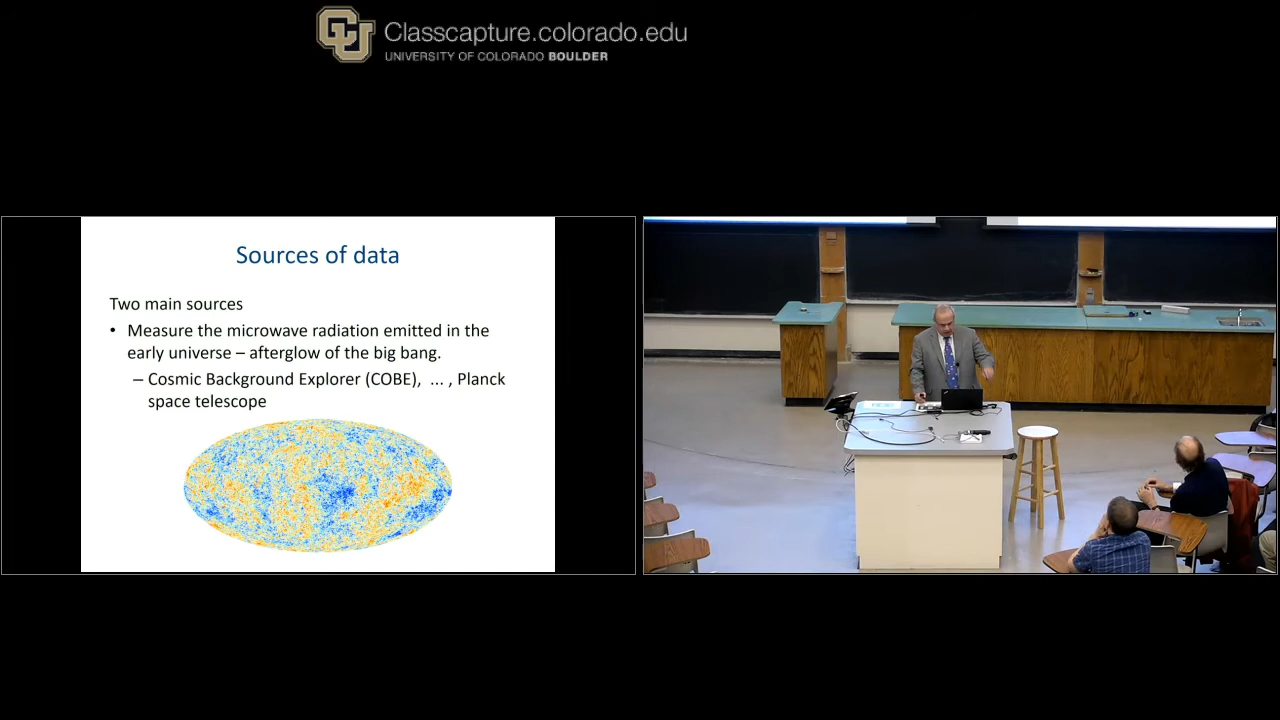 Classcapture.colorado.edu
UNIVERSITY OF COLORADO BOULDER
Sources of data
Two main sources
• Measure the microwave radiation emitted in the
early universe – afterglow of the big bang.
– Cosmic Background Explorer (COBE), ... , Planck
space telescope